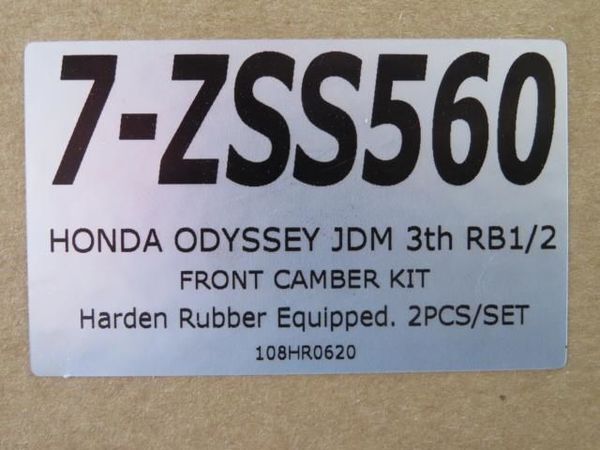 7-ZSS560
HONDA ODYSSEY JDM 3th RB1/2
FRONT CAMBER KIT
Harden Rubber Equipped. 2PCS/SET
108HR0620